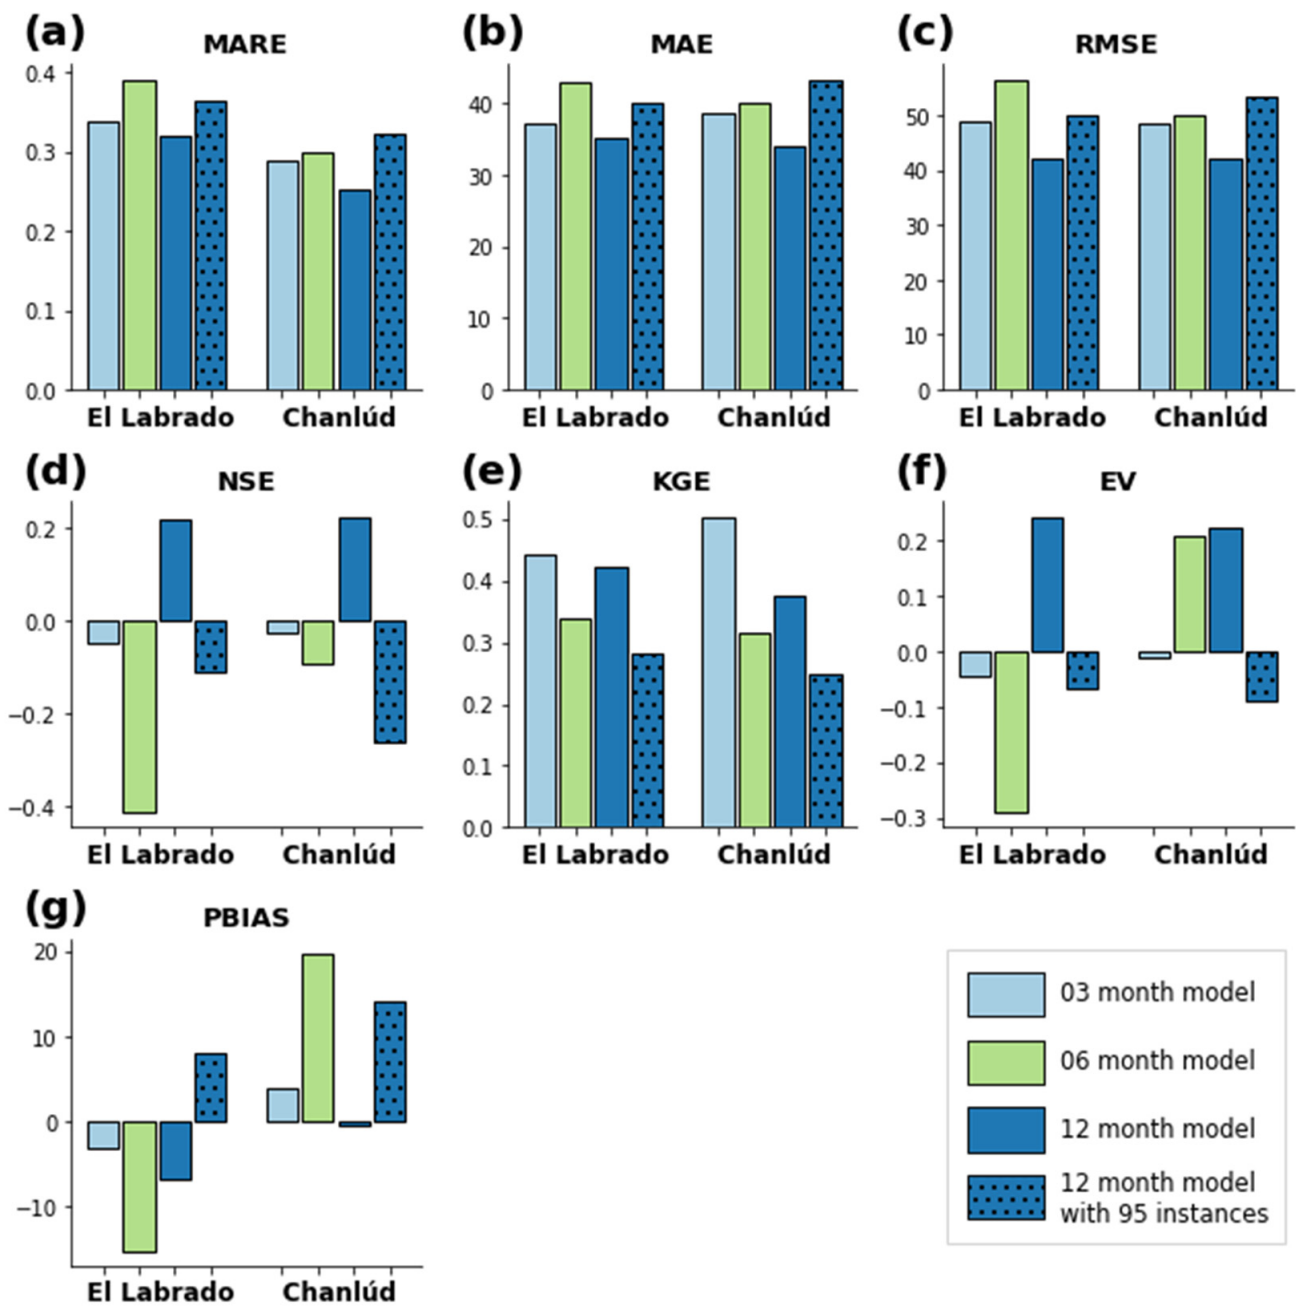 (a) MARE
0.4
0.3
0.2
0.1
0.0
El Labrado Chanlúd
(b) MAE
40
30
20
10
0
El Labrado Chanlúd
(c) RMSE
50
40
30
20
10
0
El Labrado Chanlúd
(d) NSE
0.2
0.0
−0.2
−0.4
El Labrado Chanlúd
(e) KGE
0.5
0.4
0.3
0.2
0.1
0.0
El Labrado Chanlúd
(f) EV
0.2
0.1
0.0
−0.1
−0.2
−0.3
El Labrado Chanlúd
(g) PBIAS
20
10
0
−10
El Labrado Chanlúd
03 month model
06 month model
12 month model
12 month model
with 95 instances